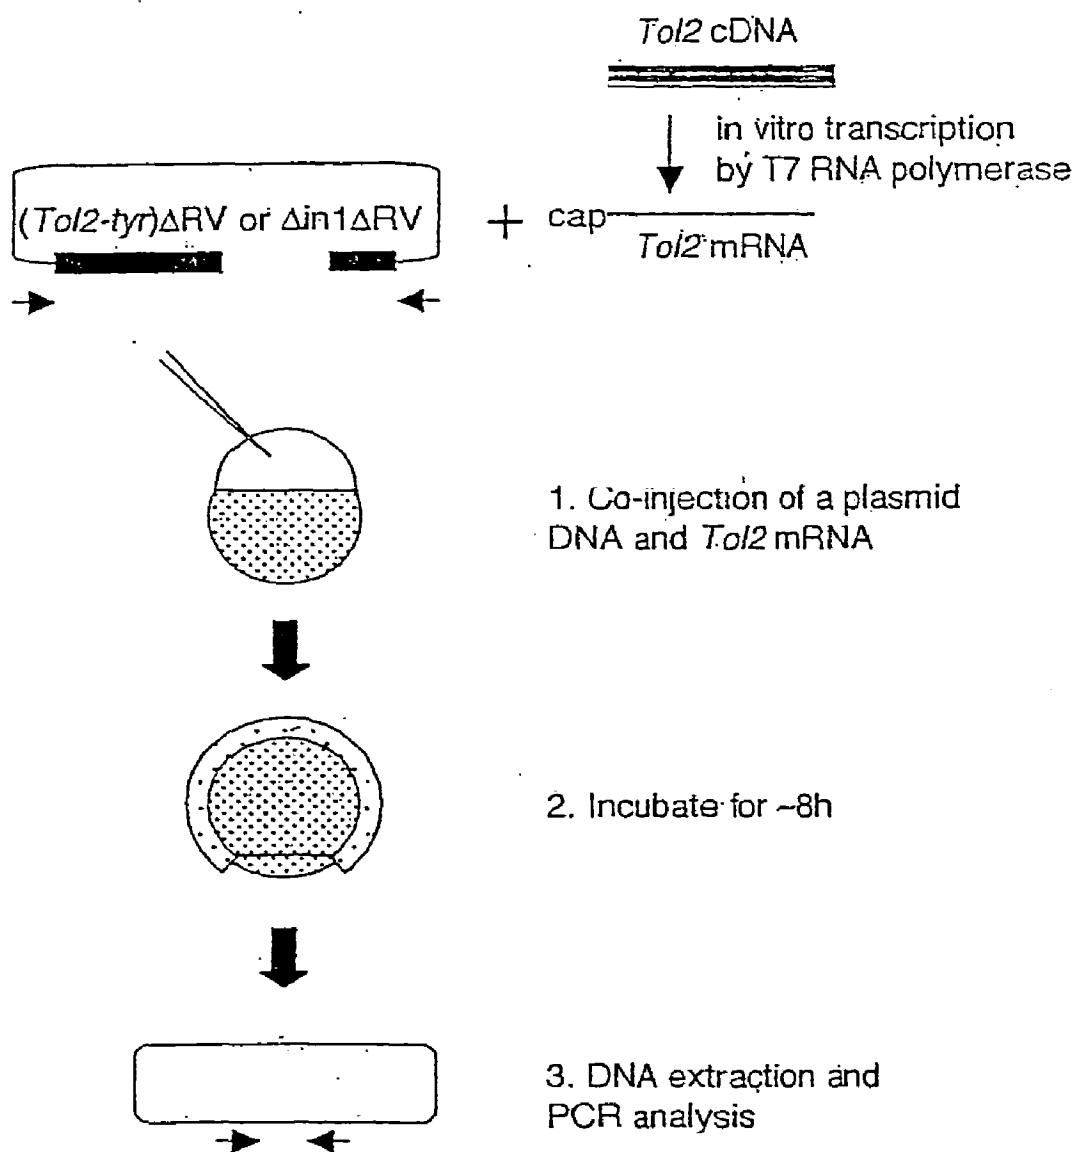 Tol2 cDNA
in vitro transcription
by T7 RNA polymerase
(Tol2-tyr)ΔRV or Δin1ΔRV
+
cap
Tol2 mRNA
1. Co-injection of a plasmid
DNA and Tol2 mRNA
2. Incubate for ~8h
3. DNA extraction and
PCR analysis